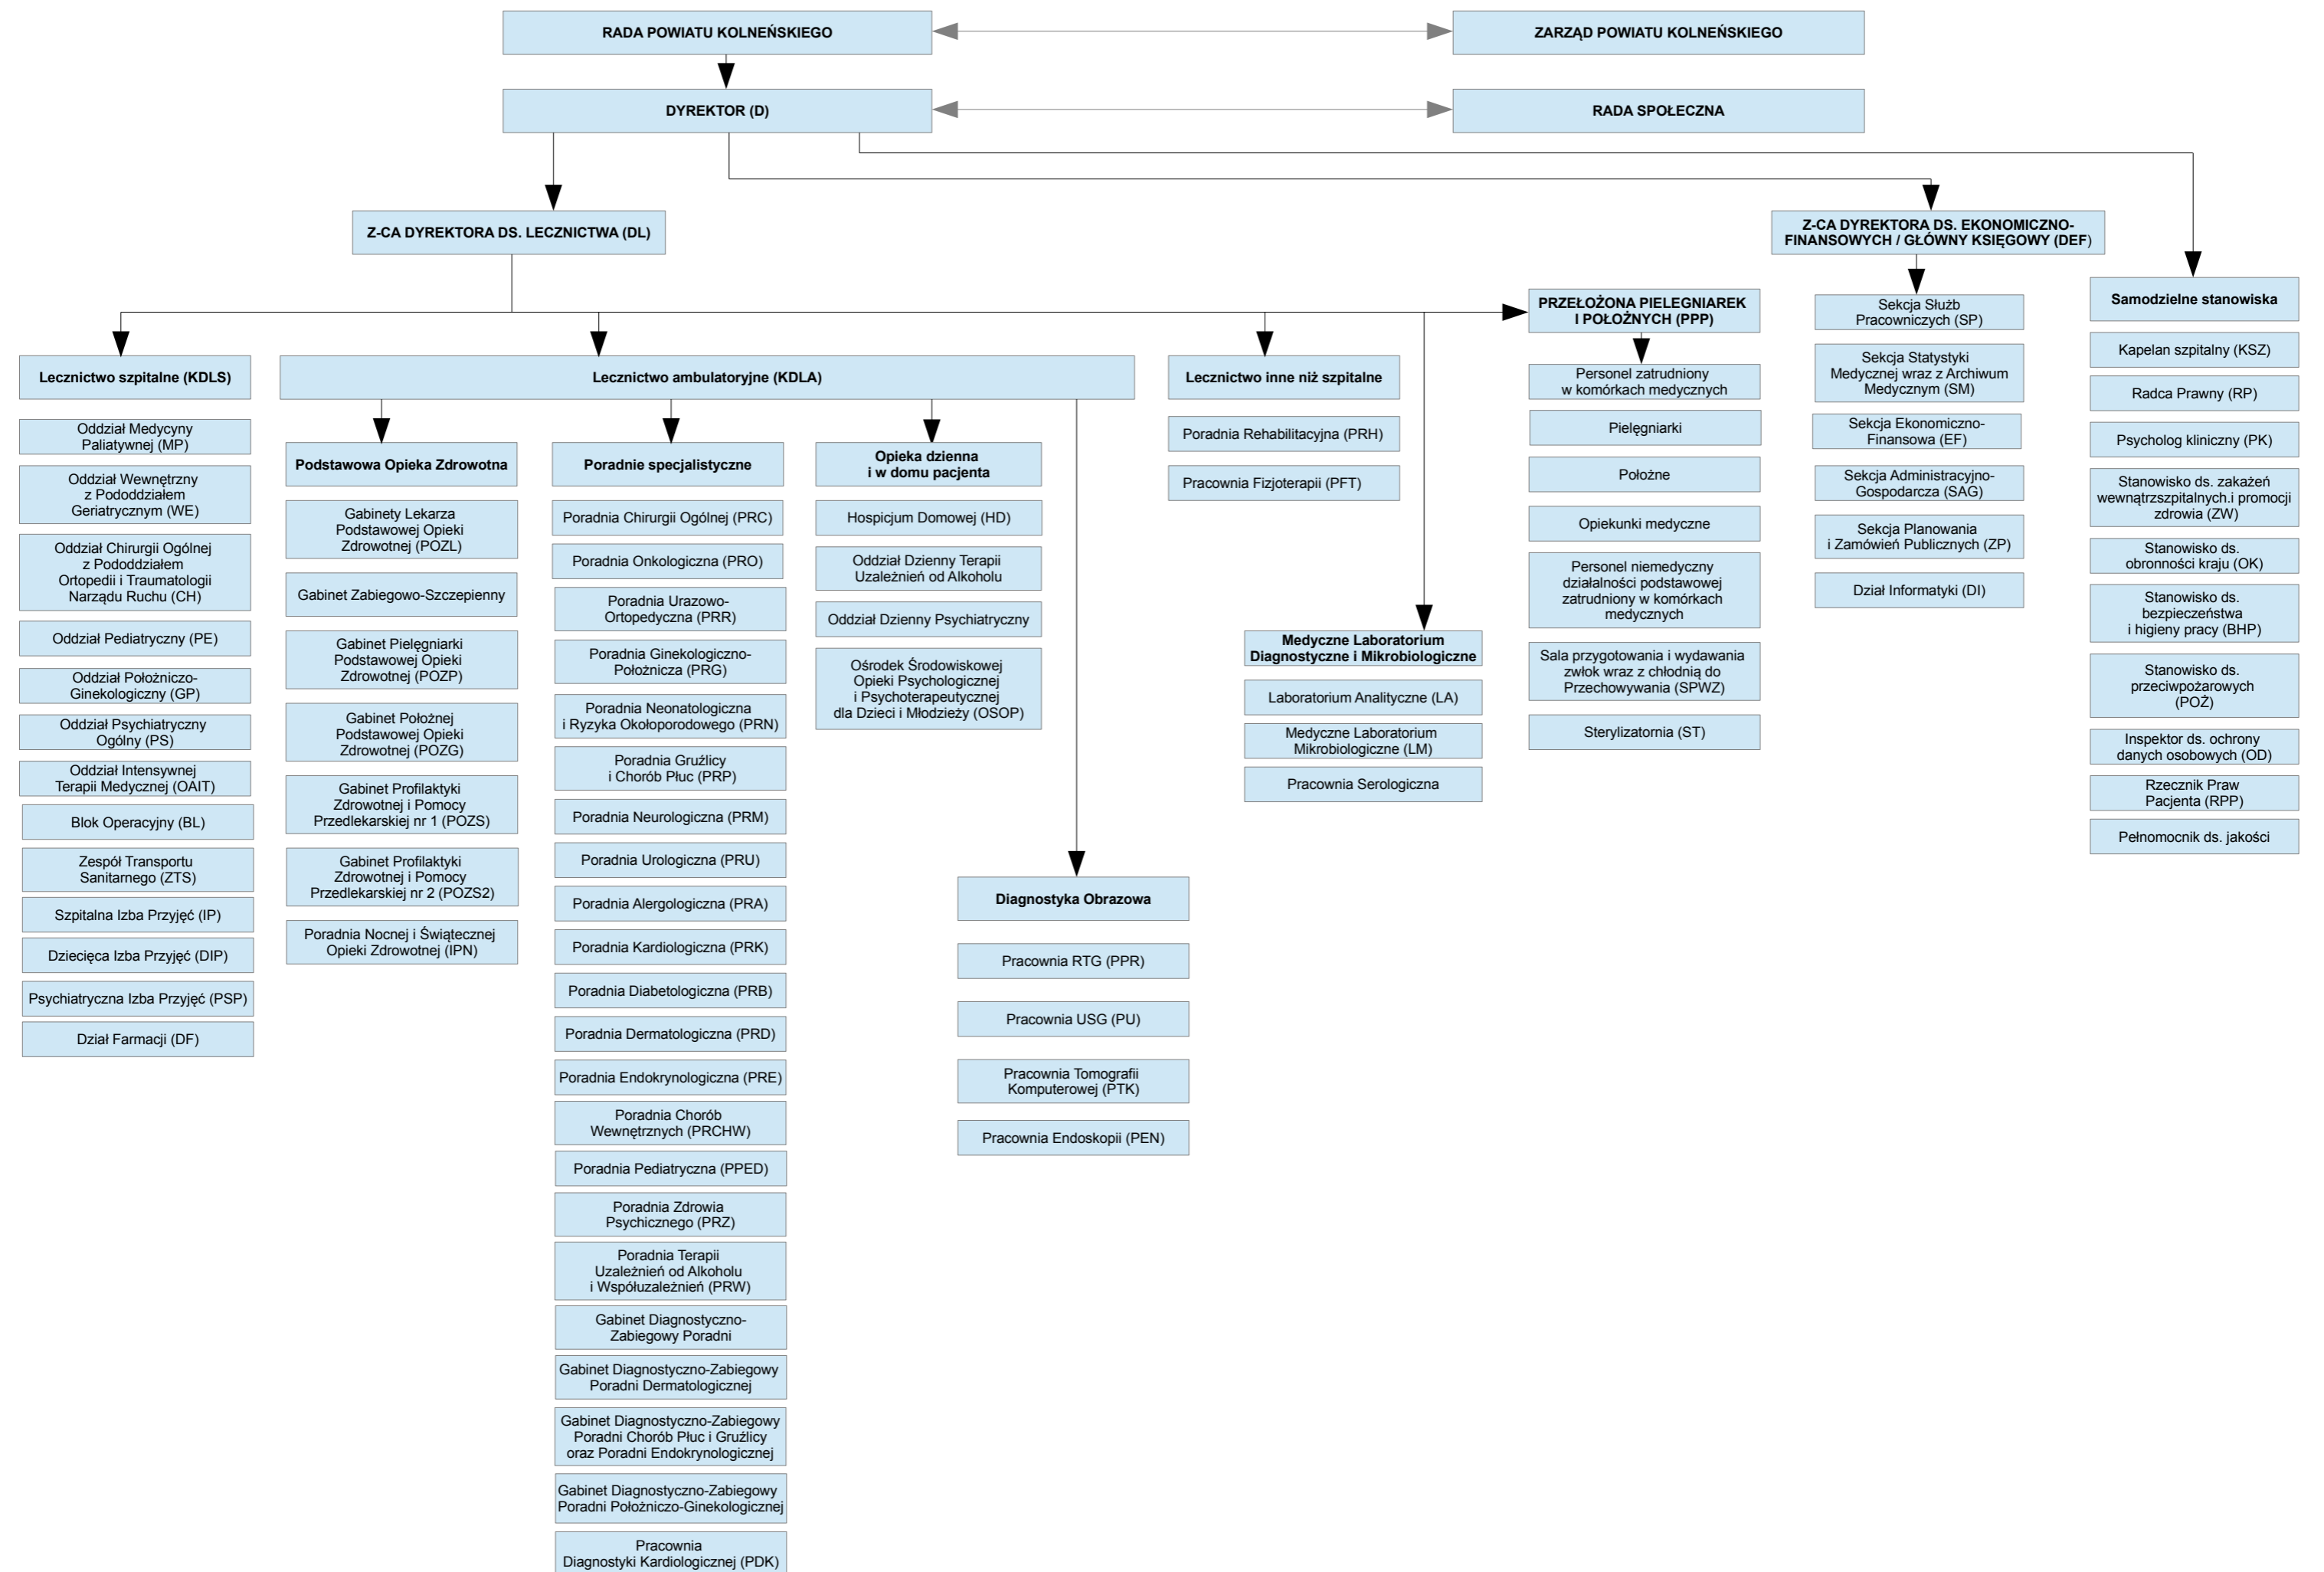 RADA POWIATU KOLNEŃSKIEGO
ZARZĄD POWIATU KOLNEŃSKIEGO
DYREKTOR (D)
RADA SPOŁECZNA
Z-CA DYREKTORA DS. LECZNICTWA (DL)
Z-CA DYREKTORA DS. EKONOMICZNO-
FINANSOWYCH / GŁÓWNY KSIĘGOWY (DEF)
Lecznictwo szpitalne (KDLS)
Oddział Medycyny
Paliatywnej (MP)
Oddział Wewnętrzny
z Pododdziałem
Geriatrycznym (WE)
Oddział Chirurgii Ogólnej
z Pododdziałem
Ortopedii i Traumatologii
Narządu Ruchu (CH)
Oddział Pediatryczny (PE)
Oddział Położniczo-
Ginekologiczny (GP)
Oddział Psychiatryczny
Ogólny (PS)
Oddział Intensywnej
Terapii Medycznej (OAIT)
Blok Operacyjny (BL)
Zespół Transportu
Sanitarnego (ZTS)
Szpitalna Izba Przyjęć (IP)
Dziecięca Izba Przyjęć (DIP)
Psychiatryczna Izba Przyjęć (PSP)
Dział Farmacji (DF)
Lecznictwo ambulatoryjne (KDLA)
Podstawowa Opieka Zdrowotna
Gabinety Lekarza
Podstawowej Opieki
Zdrowotnej (POZL)
Gabinet Zabiegowo-Szczepienny
Gabinet Pielęgniarki
Podstawowej Opieki
Zdrowotnej (POZP)
Gabinet Położnej
Podstawowej Opieki
Zdrowotnej (POZG)
Gabinet Profilaktyki
Zdrowotnej i Pomocy
Przedlekarskiej nr 1 (POZS)
Gabinet Profilaktyki
Zdrowotnej i Pomocy
Przedlekarskiej nr 2 (POZS2)
Poradnia Nocnej i Świątecznej
Opieki Zdrowotnej (IPN)
Poradnie specjalistyczne
Poradnia Chirurgii Ogólnej (PRC)
Poradnia Onkologiczna (PRO)
Poradnia Urazowo-
Ortopedyczna (PRR)
Poradnia Ginekologiczno-
Położnicza (PRG)
Poradnia Neonatologiczna
i Ryzyka Okołoporodowego (PRN)
Poradnia Gruźlicy
i Chorób Płuc (PRP)
Poradnia Neurologiczna (PRM)
Poradnia Urologiczna (PRU)
Poradnia Alergologiczna (PRA)
Poradnia Kardiologiczna (PRK)
Poradnia Diabetologiczna (PRB)
Poradnia Dermatologiczna (PRD)
Poradnia Endokrynologiczna (PRE)
Poradnia Chorób
Wewnętrznych (PRCHW)
Poradnia Pediatryczna (PPED)
Poradnia Zdrowia
Psychicznego (PRZ)
Poradnia Terapii
Uzależnień od Alkoholu
i Współuzależnień (PRW)
Gabinet Diagnostyczno-
Zabiegowy Poradni
Gabinet Diagnostyczno-Zabiegowy
Poradni Dermatologicznej
Gabinet Diagnostyczno-Zabiegowy
Poradni Chorób Płuc i Gruźlicy
oraz Poradni Endokrynologicznej
Gabinet Diagnostyczno-Zabiegowy
Poradni Położniczo-Ginekologicznej
Pracownia
Diagnostyki Kardiologicznej (PDK)
Opieka dzienna
i w domu pacjenta
Hospicjum Domowej (HD)
Oddział Dzienny Terapii
Uzależnień od Alkoholu
Oddział Dzienny Psychiatryczny
Ośrodek Środowiskowej
Opieki Psychologicznej
i Psychoterapeutycznej
dla Dzieci i Młodzieży (OSOP)
Diagnostyka Obrazowa
Pracownia RTG (PPR)
Pracownia USG (PU)
Pracownia Tomografii
Komputerowej (PTK)
Pracownia Endoskopii (PEN)
Lecznictwo inne niż szpitalne
Poradnia Rehabilitacyjna (PRH)
Pracownia Fizjoterapii (PFT)
Medyczne Laboratorium
Diagnostyczne i Mikrobiologiczne
Laboratorium Analityczne (LA)
Medyczne Laboratorium
Mikrobiologiczne (LM)
Pracownia Serologiczna
PRZEŁOŻONA PIELEGNIAREK
I POŁOŻNYCH (PPP)
Personel zatrudniony
w komórkach medycznych
Pielęgniarki
Położne
Opiekunki medyczne
Personel niemedyczny
działalności podstawowej
zatrudniony w komórkach
medycznych
Sala przygotowania i wydawania
zwłok wraz z chłodnią do
Przechowywania (SPWZ)
Sterylizatornia (ST)
Sekcja Służb
Pracowniczych (SP)
Sekcja Statystyki
Medycznej wraz z Archiwum
Medycznym (SM)
Sekcja Ekonomiczno-
Finansowa (EF)
Sekcja Administracyjno-
Gospodarcza (SAG)
Sekcja Planowania
i Zamówień Publicznych (ZP)
Dział Informatyki (DI)
Samodzielne stanowiska
Kapelan szpitalny (KSZ)
Radca Prawny (RP)
Psycholog kliniczny (PK)
Stanowisko ds. zakażeń
wewnątrzszpitalnych.i promocji
zdrowia (ZW)
Stanowisko ds.
obronności kraju (OK)
Stanowisko ds.
bezpieczeństwa
i higieny pracy (BHP)
Stanowisko ds.
przeciwpożarowych
(POŻ)
Inspektor ds. ochrony
danych osobowych (OD)
Rzecznik Praw
Pacjenta (RPP)
Pełnomocnik ds. jakości